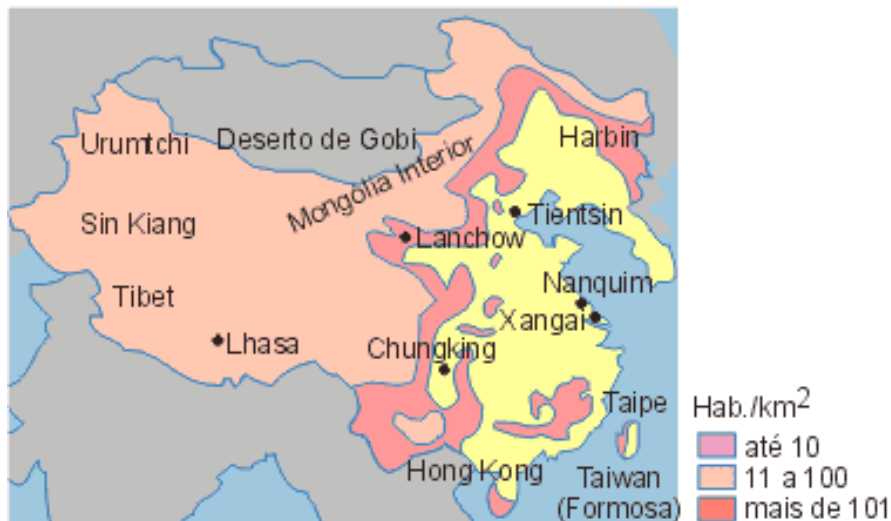 Harbin
Urumtchi
Deserto de Gobi
Mongólia Interior
Sin Kiang
Tientsin
Lanchow
Nanquim
Tibet
Xangai
Lhasa
Chungking
Taipe
Hab./km²
até 10
Hong Kong
Taiwan
(Formosa)
11 a 100
mais de 101